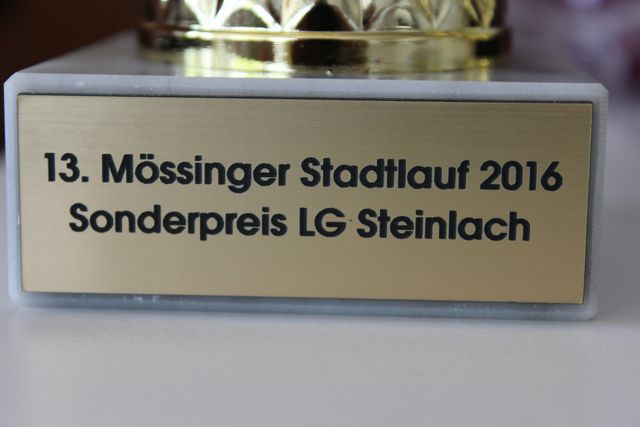 13. Mössinger Stadtlauf 2016
Sonderpreis LG Steinlach